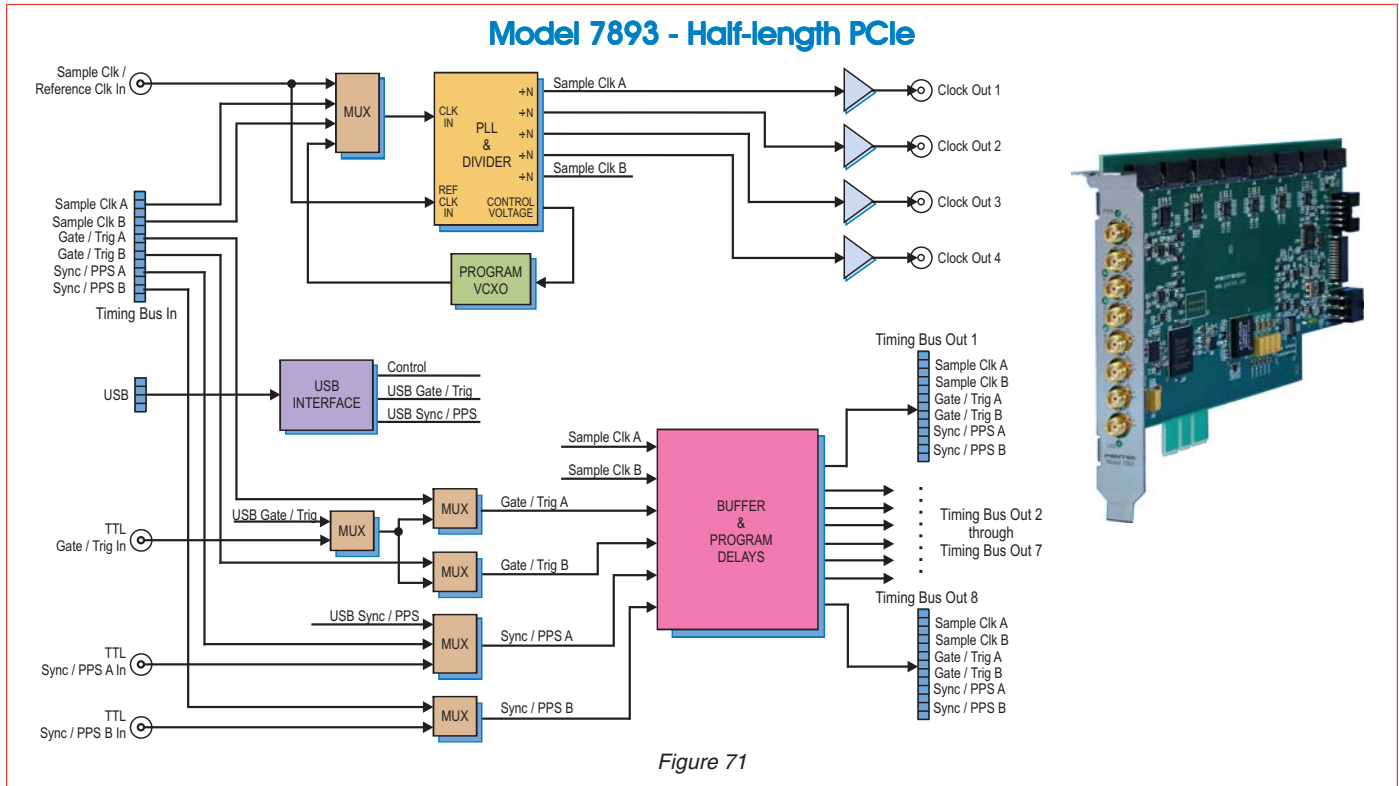 Model 7893 - Half-length PCIe
Sample Clk /
Reference Clk In
MUX
CLK
IN
PLL
&
DIVIDER
REF
CLK
IN
CONTROL
VOLTAGE
÷N
÷N
÷N
÷N
÷N
Sample Clk A
Sample Clk B
Clock Out 1
Clock Out 2
Clock Out 3
Clock Out 4
PROGRAM
VCXO
Sample Clk A
Sample Clk B
Gate / Trig A
Gate / Trig B
Sync / PPS A
Sync / PPS B
Timing Bus In
USB
USB
INTERFACE
Control
USB Gate / Trig
USB Sync / PPS
TTL
Gate / Trig In
USB Gate / Trig
MUX
MUX
Gate / Trig A
MUX
Gate / Trig B
USB Sync / PPS
TTL
Sync / PPS A In
MUX
Sync / PPS A
TTL
Sync / PPS B In
MUX
Sync / PPS B
Sample Clk A
Sample Clk B
BUFFER
&
PROGRAM
DELAYS
Timing Bus Out 1
Sample Clk A
Sample Clk B
Gate / Trig A
Gate / Trig B
Sync / PPS A
Sync / PPS B
Timing Bus Out 2
through
Timing Bus Out 7
Timing Bus Out 8
Sample Clk A
Sample Clk B
Gate / Trig A
Gate / Trig B
Sync / PPS A
Sync / PPS B
PENTEK
Model 7893
Figure 71